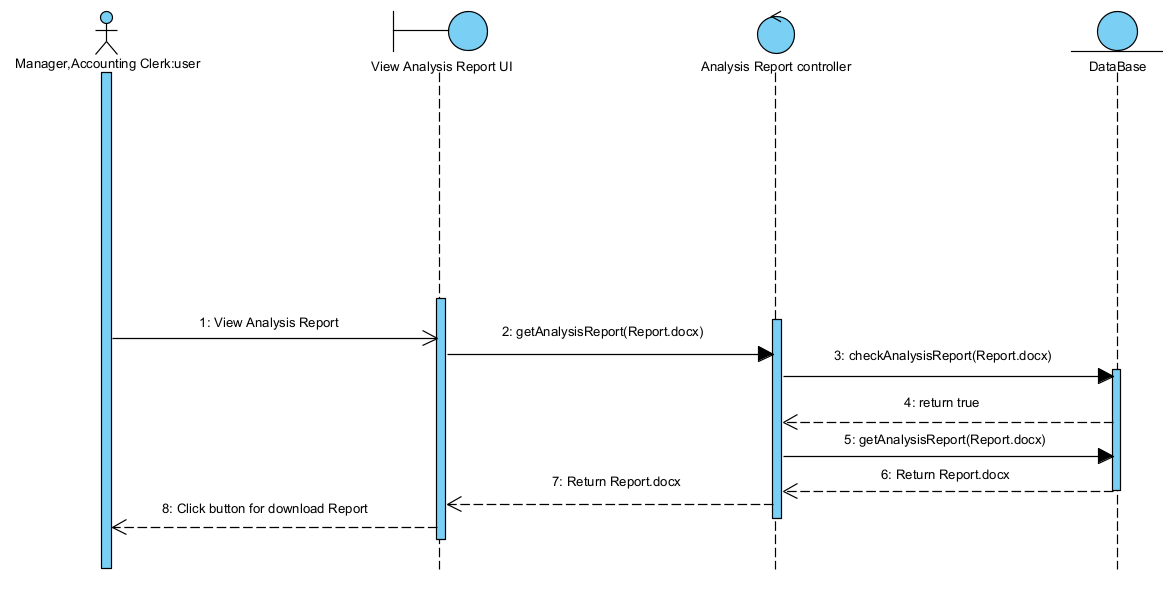 Manager,Accounting Clerk:user
View Analysis Report UI
Analysis Report controller
DataBase
1: View Analysis Report
2: getAnalysisReport(Report.docx)
3: checkAnalysisReport(Report.docx)
4: return true
5: getAnalysisReport(Report.docx)
6: Return Report.docx
7: Return Report.docx
8: Click button for download Report